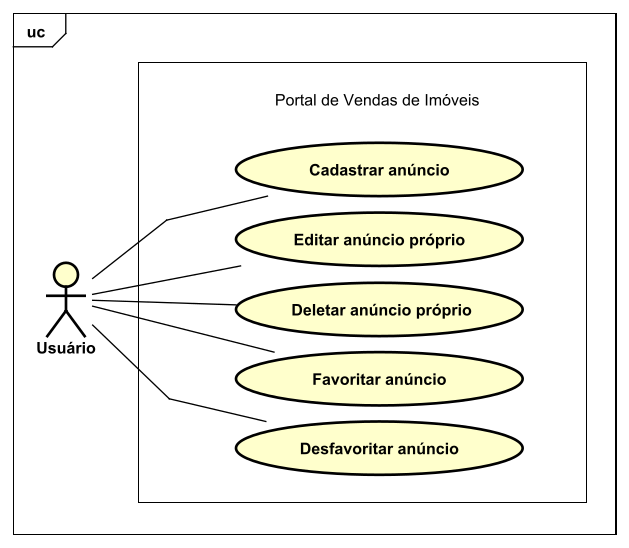 uc
Portal de Vendas de Imóveis
Cadastrar anúncio
Editar anúncio próprio
Deletar anúncio próprio
Usuário
Favoritar anúncio
Desfavoritar anúncio